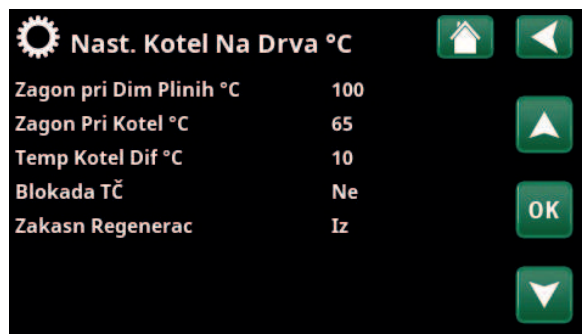 Nast. Kotel Na Drva °C
Zagon pri Dim Plinih °C 100
Zagon Pri Kotel °C 65
Temp Kotel Dif °C 10
Blokada TČ Ne
Zakasn Regenerac Iz
OK